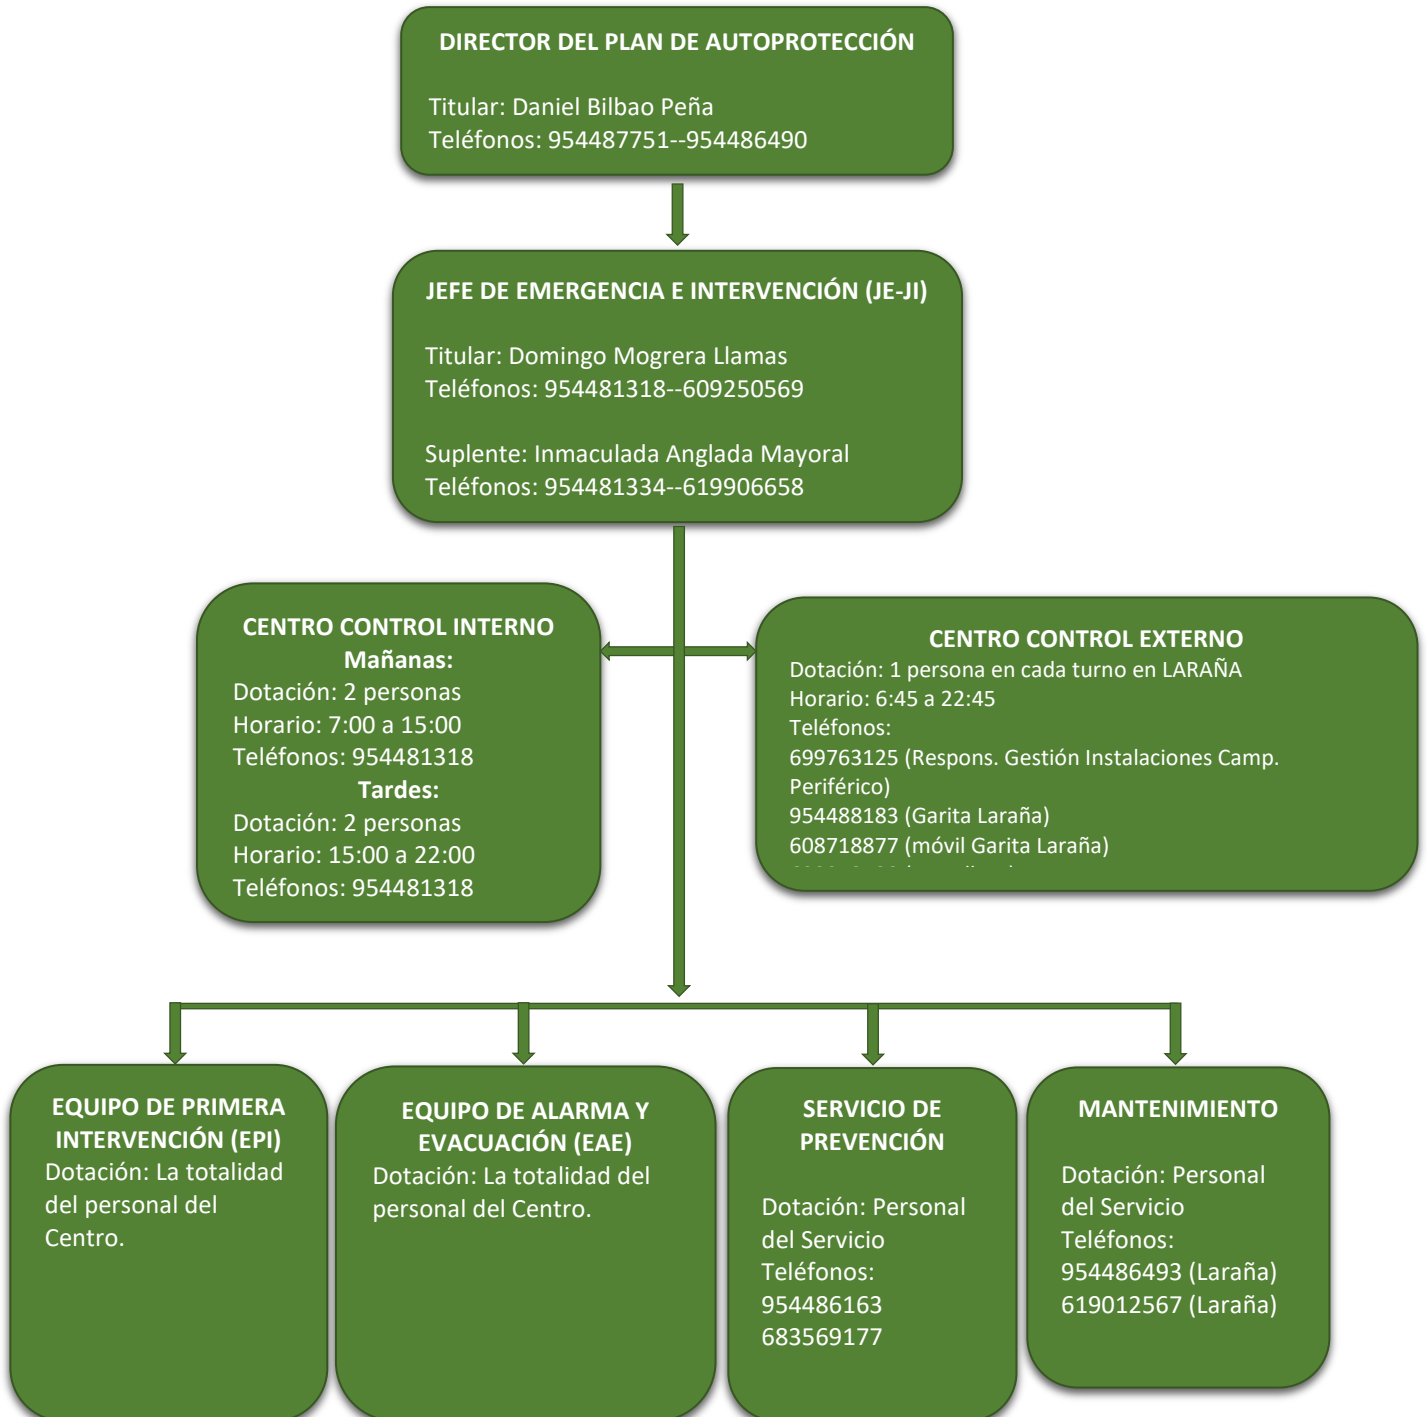 DIRECTOR DEL PLAN DE AUTOPROTECCIÓN
Titular: Daniel Bilbao Peña
Teléfonos: 954487751--954486490
JEFE DE EMERGENCIA E INTERVENCIÓN (JE-JI)
Titular: Domingo Mogrera Llamas
Teléfonos: 954481318--609250569
Suplente: Inmaculada Anglada Mayoral
Teléfonos: 954481334--619906658
CENTRO CONTROL INTERNO
Mañanas:
Dotación: 2 personas
Horario: 7:00 a 15:00
Teléfonos: 954481318
Tardes:
Dotación: 2 personas
Horario: 15:00 a 22:00
Teléfonos: 954481318
CENTRO CONTROL EXTERNO
Dotación: 1 persona en cada turno en LARAÑA
Horario: 6:45 a 22:45
Teléfonos:
699763125 (Respons. Gestión Instalaciones Camp.
Periférico)
954488183 (Garita Laraña)
608718877 (móvil Garita Laraña)
EQUIPO DE PRIMERA
INTERVENCIÓN (EPI)
Dotación: La totalidad
del personal del
Centro.
EQUIPO DE ALARMA Y
EVACUACIÓN (EAE)
Dotación: La totalidad del
personal del Centro.
SERVICIO DE
PREVENCIÓN
Dotación: Personal
del Servicio
Teléfonos:
954486163
683569177
MANTENIMIENTO
Dotación: Personal
del Servicio
Teléfonos:
954486493 (Laraña)
619012567 (Laraña)